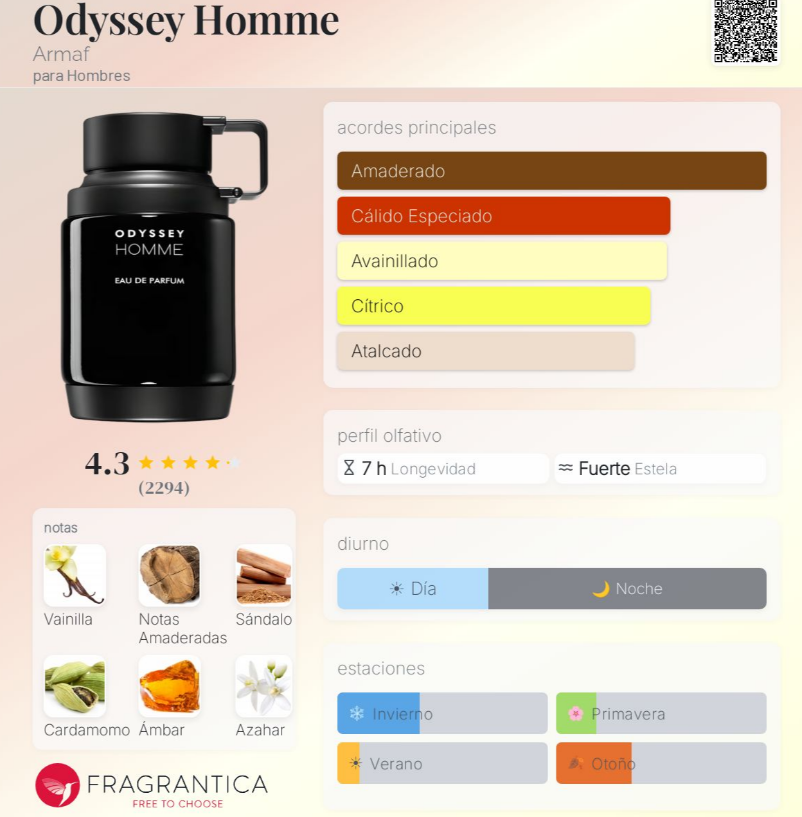 Odyssey Homme
Armaf
para Hombres
ODYSSEY
HOMME
EAU DE PARFUM
4.3
(2294)
notas
Vainilla
Notas
Amaderadas
Sándalo
Cardamomo
Ámbar
Azahar
FRAGRANTICA
FREE TO CHOOSE
acordes principales
Amaderado
Cálido Especiado
Avainillado
Cítrico
Atalcado
perfil olfativo
7 h Longevidad
Fuerte Estela
diurno
Día
Noche
estaciones
Invierno
Primavera
Verano
Otoño